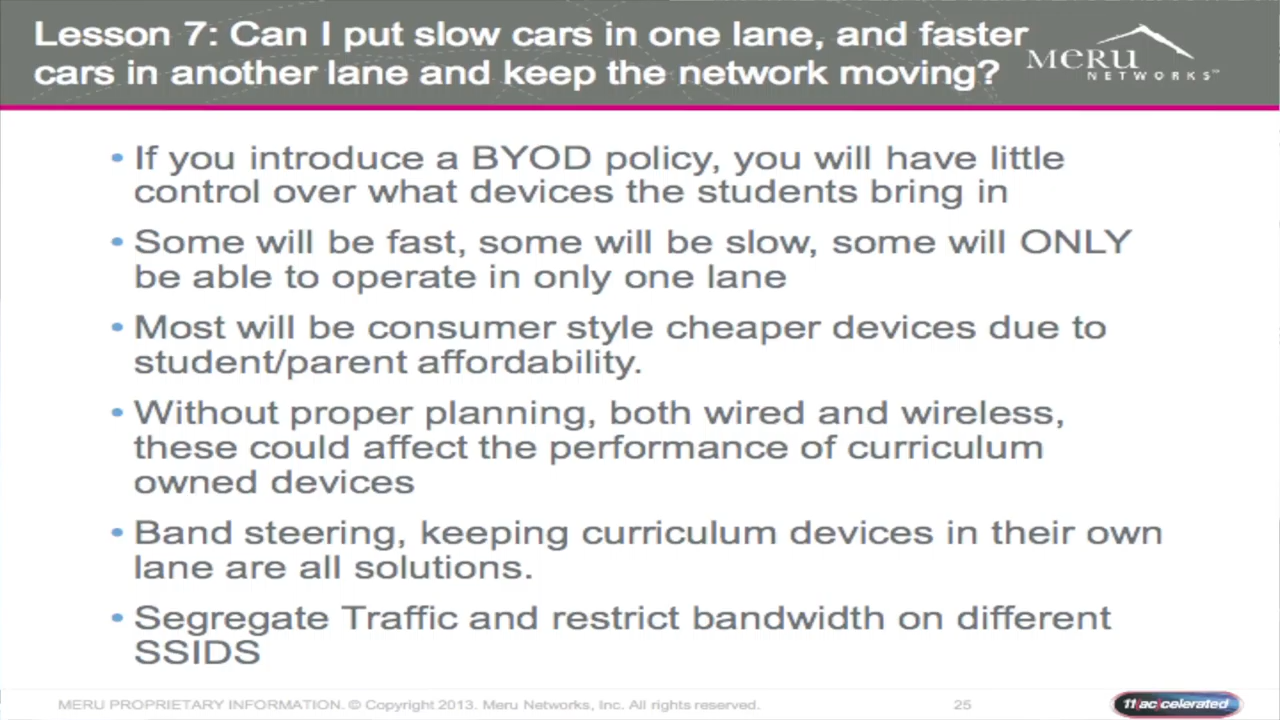 Lesson 7: Can I put slow cars in one lane, and faster
cars in another lane and keep the network moving?
MERU
NETWORKS™
• If you introduce a BYOD policy, you will have little
control over what devices the students bring in
• Some will be fast, some will be slow, some will ONLY
be able to operate in only one lane
• Most will be consumer style cheaper devices due to
student/parent affordability.
• Without proper planning, both wired and wireless,
these could affect the performance of curriculum
owned devices
• Band steering, keeping curriculum devices in their own
lane are all solutions.
• Segregate Traffic and restrict bandwidth on different
SSIDS
MERU PROPRIETARY INFORMATION. © Copyright 2013. Meru Networks, Inc. All rights reserved.
25
11(ac)celerated